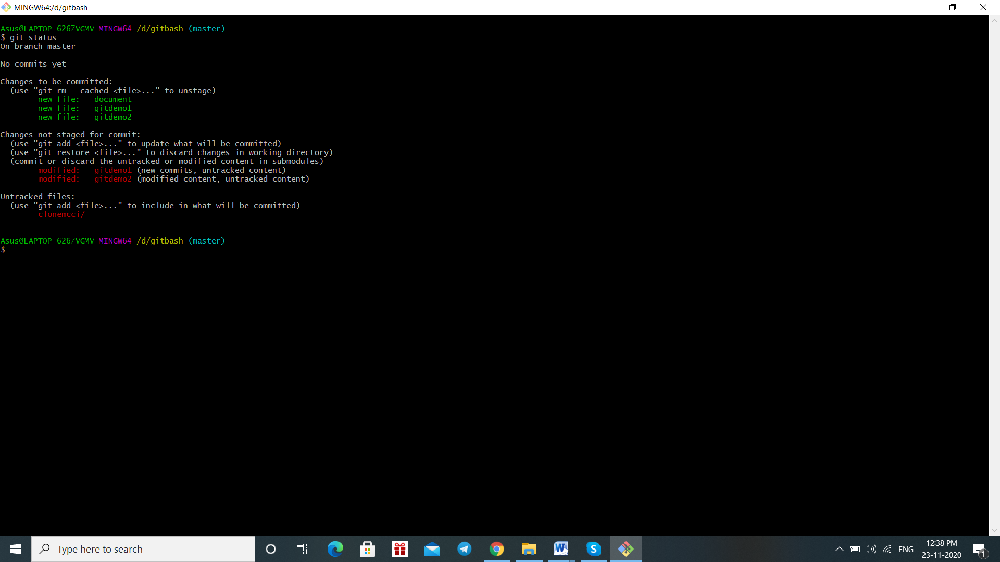 MINGW64:/d/gitbash
Asus@LAPTOP-6267VGMV MINGW64 /d/gitbash (master)
$ git status
On branch master
No commits yet
Changes to be committed:
  (use "git rm --cached <file>..." to unstage)
        new file:   document
        new file:   gitdemo1
        new file:   gitdemo2
Changes not staged for commit:
  (use "git add <file>..." to update what will be committed)
  (use "git restore <file>..." to discard changes in working directory)
  (commit or discard the untracked or modified content in submodules)
        modified:   gitdemo1 (new commits, untracked content)
        modified:   gitdemo2 (modified content, untracked content)
Untracked files:
  (use "git add <file>..." to include in what will be committed)
        clonemcci/
Asus@LAPTOP-6267VGMV MINGW64 /d/gitbash (master)
$
Type here to search
W
S
ENG
12:38 PM
23-11-2020
1